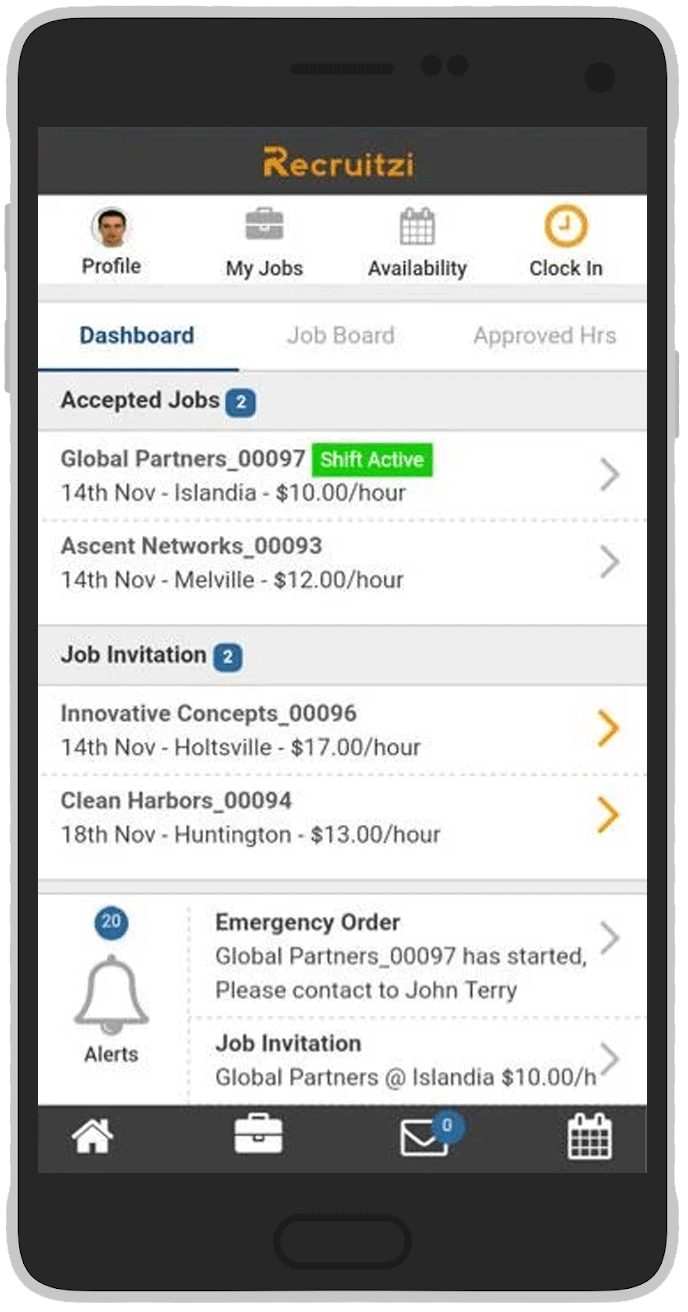 Recruitzi
Profile
My Jobs
Availability
Clock In
Dashboard
Job Board
Approved Hrs
Accepted Jobs 2
Global Partners_00097 Shift Active
14th Nov - Islandia - $10.00/hour
Ascent Networks_00093
14th Nov - Melville - $12.00/hour
Job Invitation 2
Innovative Concepts_00096
14th Nov - Holtsville - $17.00/hour
Clean Harbors_00094
18th Nov - Huntington - $13.00/hour
20
Alerts
Emergency Order
Global Partners_00097 has started,
Please contact to John Terry
Job Invitation
Global Partners @ Islandia $10.00/h
0